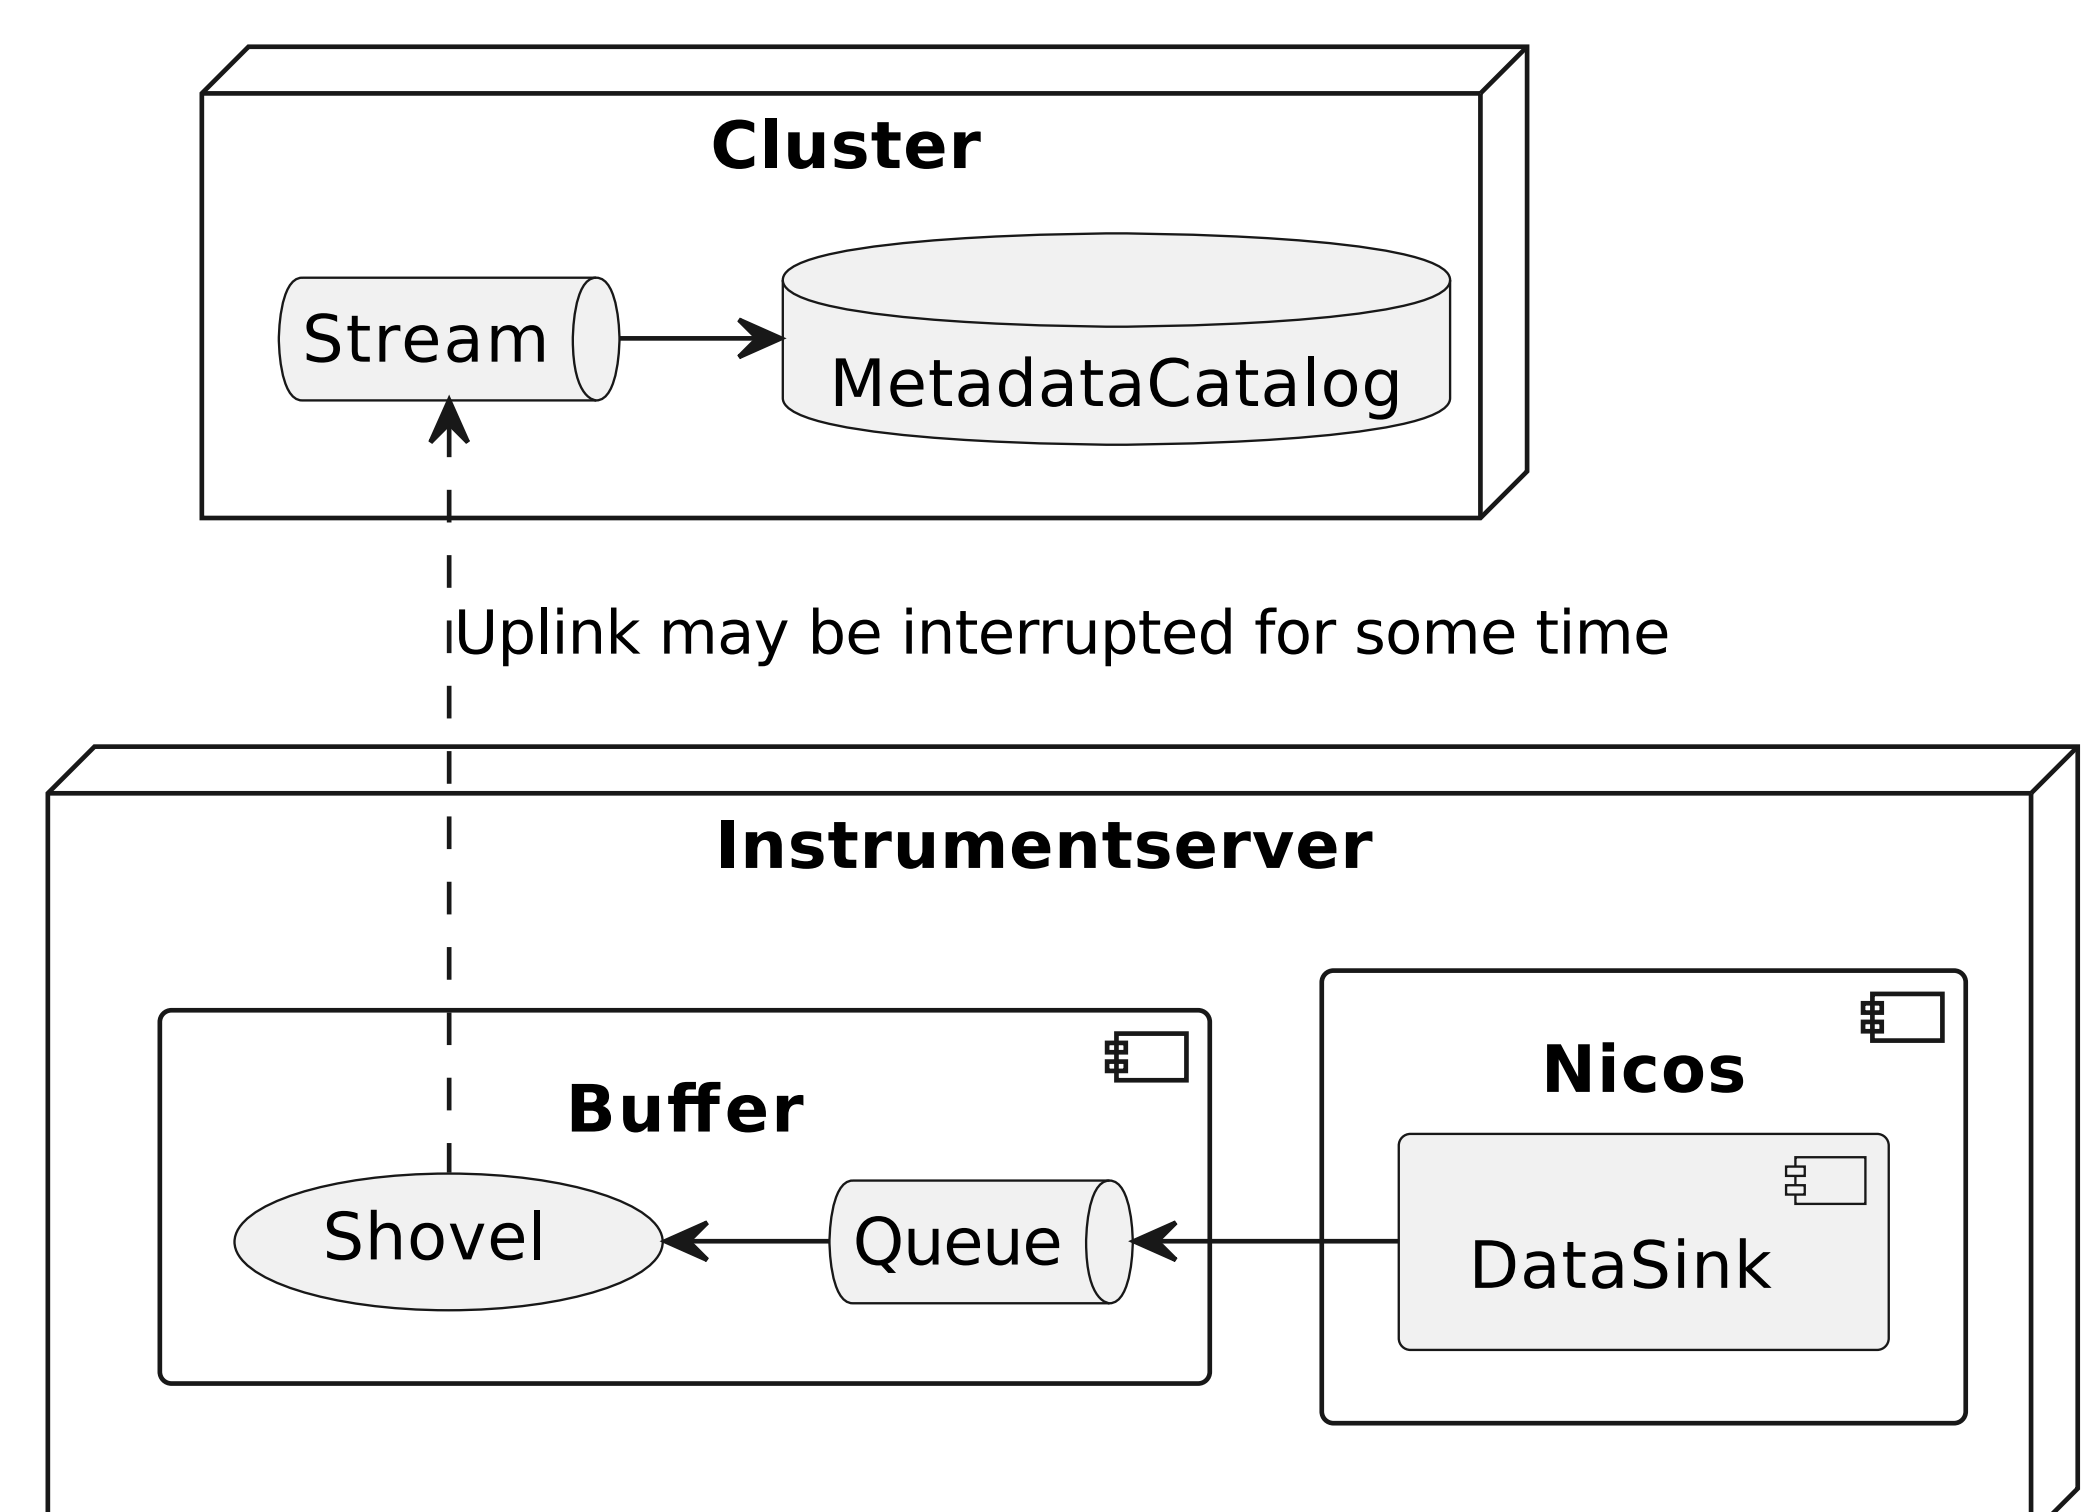 Cluster
Stream
MetadataCatalog
Uplink may be interrupted for some time
Instrumentserver
Buffer
Nicos
Shovel
Queue
DataSink